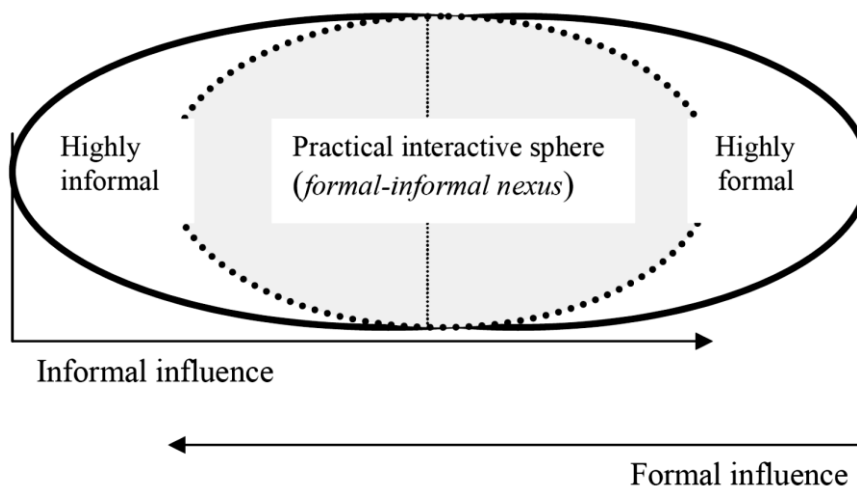 Highly
informal
Practical interactive sphere
(formal-informal nexus)
Highly
formal
Informal influence
Formal influence